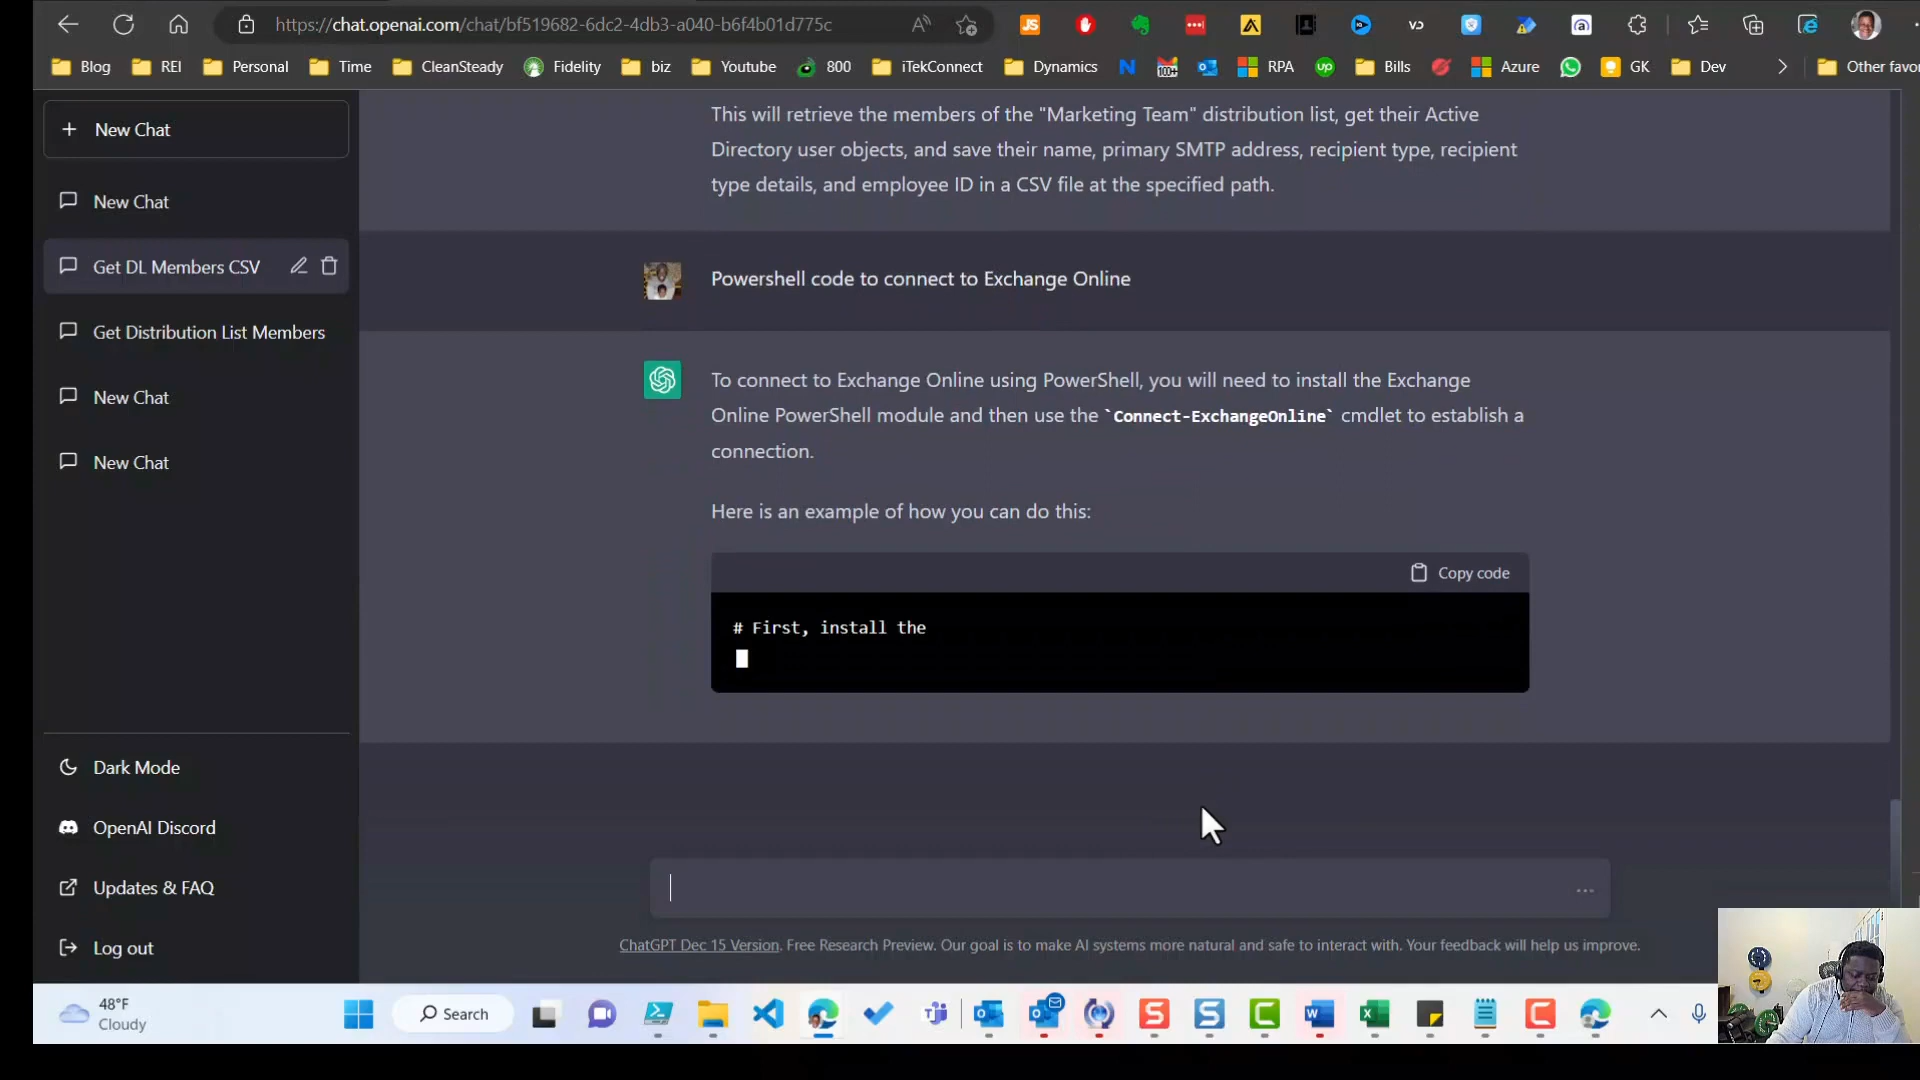 https://chat.openai.com/chat/bf519682-6dc2-4db3-a040-b6f4b01d775c
Blog REI Personal Time CleanSteady Fidelity biz Youtube 800 iTekConnect Dynamics RPA Bills Azure GK Dev Other favo
New Chat
New Chat
Get DL Members CSV
Get Distribution List Members
New Chat
New Chat
Dark Mode
OpenAI Discord
Updates & FAQ
Log out
This will retrieve the members of the "Marketing Team" distribution list, get their Active
Directory user objects, and save their name, primary SMTP address, recipient type, recipient
type details, and employee ID in a CSV file at the specified path.
Powershell code to connect to Exchange Online
To connect to Exchange Online using PowerShell, you will need to install the Exchange
Online PowerShell module and then use the `Connect-ExchangeOnline` cmdlet to establish a
connection.
Here is an example of how you can do this:
Copy code
# First, install the
ChatGPT Dec 15 Version. Free Research Preview. Our goal is to make AI systems more natural and safe to interact with. Your feedback will help us improve.
48°F
Cloudy
Search